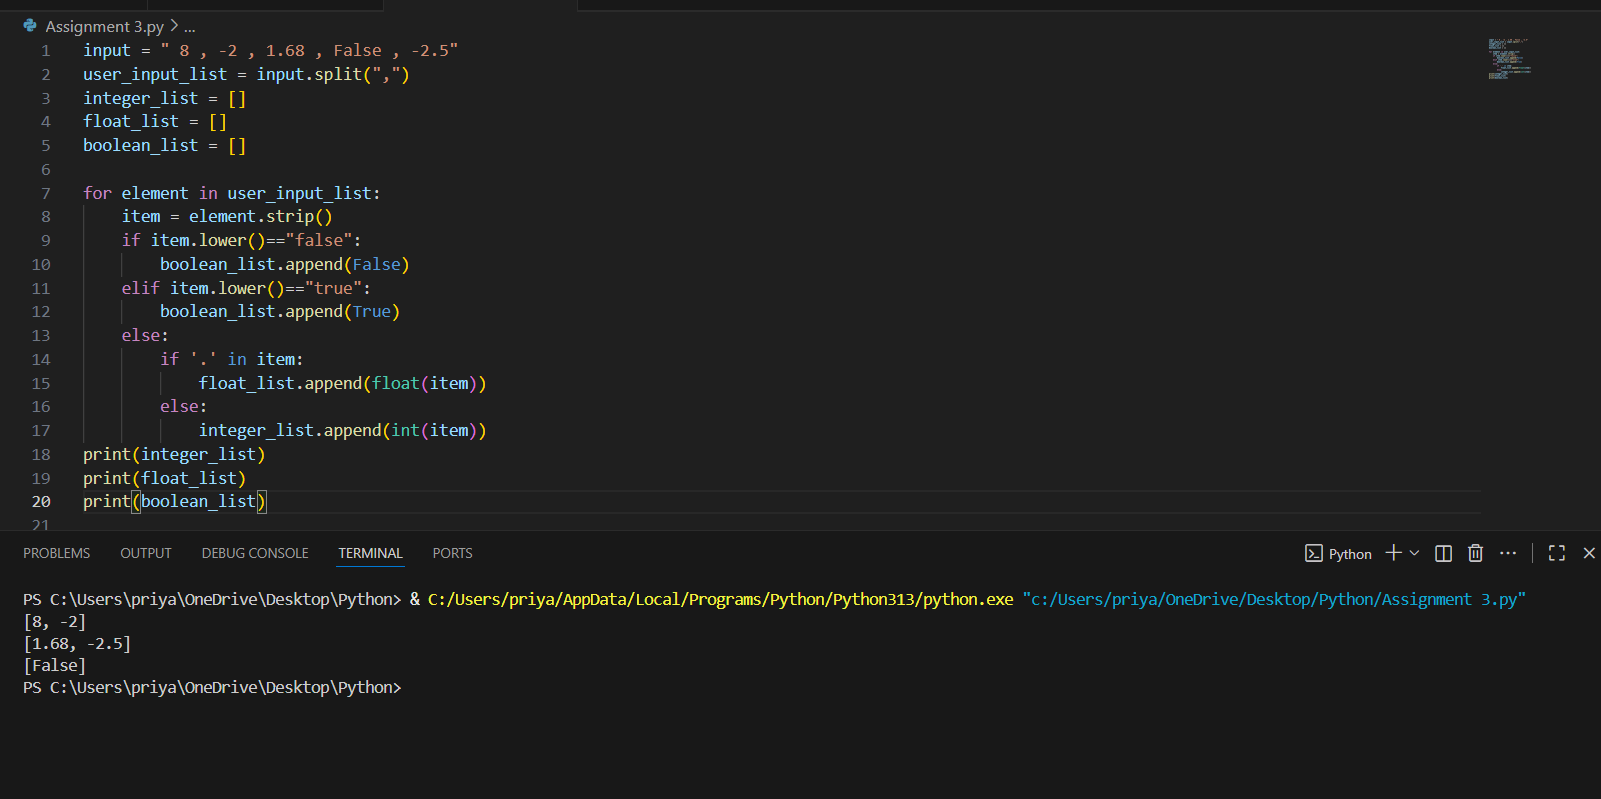 Assignment 3.py > ...
1 input = " 8 , -2 , 1.68 , False , -2.5"
2 user_input_list = input.split(",")
3 integer_list = []
4 float_list = []
5 boolean_list = []
6
7 for element in user_input_list:
8     item = element.strip()
9     if item.lower()=="false":
10         boolean_list.append(False)
11     elif item.lower()=="true":
12         boolean_list.append(True)
13     else:
14         if '.' in item:
15             float_list.append(float(item))
16         else:
17             integer_list.append(int(item))
18 print(integer_list)
19 print(float_list)
20 print(boolean_list)
21
PROBLEMS OUTPUT DEBUG CONSOLE TERMINAL PORTS Python
PS C:\Users\priya\OneDrive\Desktop\Python> & C:/Users/priya/AppData/Local/Programs/Python/Python313/python.exe "c:/Users/priya/OneDrive/Desktop/Python/Assignment 3.py"
[8, -2]
[1.68, -2.5]
[False]
PS C:\Users\priya\OneDrive\Desktop\Python>